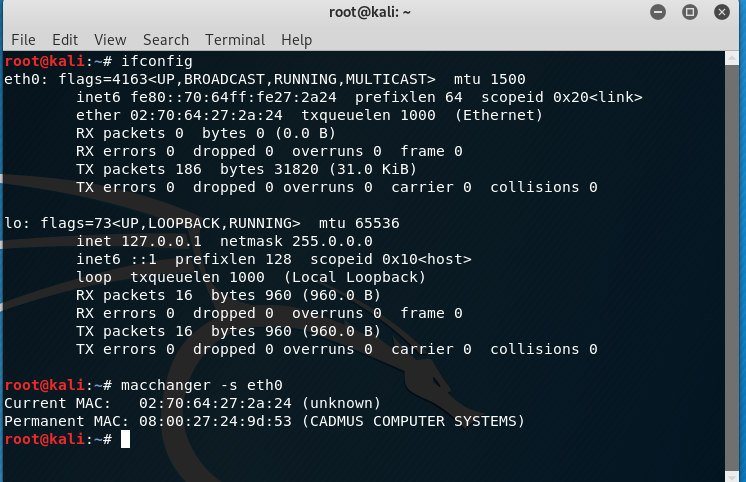 root@kali: ~
File Edit View Search Terminal Help
root@kali:~# ifconfig
eth0: flags=4163<UP,BROADCAST,RUNNING,MULTICAST>  mtu 1500
        inet6 fe80::70:64ff:fe27:2a24  prefixlen 64  scopeid 0x20<link>
        ether 02:70:64:27:2a:24  txqueuelen 1000  (Ethernet)
        RX packets 0  bytes 0 (0.0 B)
        RX errors 0  dropped 0  overruns 0  frame 0
        TX packets 186  bytes 31820 (31.0 KiB)
        TX errors 0  dropped 0 overruns 0  carrier 0  collisions 0

lo: flags=73<UP,LOOPBACK,RUNNING>  mtu 65536
        inet 127.0.0.1  netmask 255.0.0.0
        inet6 ::1  prefixlen 128  scopeid 0x10<host>
        loop  txqueuelen 1000  (Local Loopback)
        RX packets 16  bytes 960 (960.0 B)
        RX errors 0  dropped 0  overruns 0  frame 0
        TX packets 16  bytes 960 (960.0 B)
        TX errors 0  dropped 0 overruns 0  carrier 0  collisions 0

root@kali:~# macchanger -s eth0
Current MAC:   02:70:64:27:2a:24 (unknown)
Permanent MAC: 08:00:27:24:9d:53 (CADMUS COMPUTER SYSTEMS)
root@kali:~#